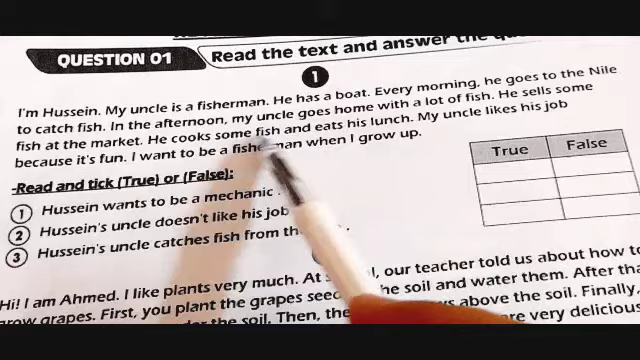 QUESTION 01
Read the text and answer the
1
I'm Hussein. My uncle is a fisherman. He has a boat. Every morning, he goes to the Nile
to catch fish. In the afternoon, my uncle goes home with a lot of fish. He sells some
fish at the market. He cooks some fish and eats his lunch. My uncle likes his job
because it's fun. I want to be a fisherman when I grow up.
-Read and tick (True) or (False):
True False
1 Hussein wants to be a mechanic.
2 Hussein's uncle doesn't like his job
3 Hussein's uncle catches fish from
Hi! I am Ahmed. I like plants very much. At our teacher told us about how to
grow grapes. First, you plant the grapes the soil and water them. After
the soil. Then, above the soil. Finally,
are very delicious